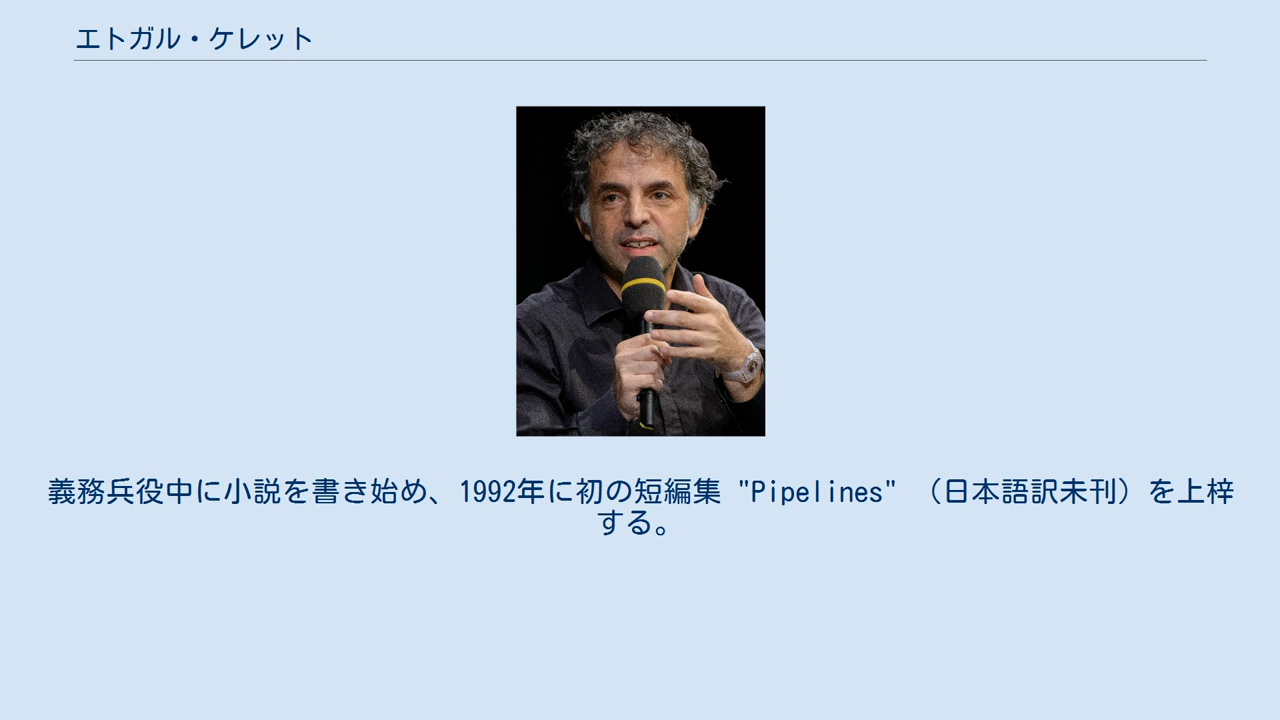 エトガル・ケレット
義務兵役中に小説を書き始め、1992年に初の短編集 "Pipelines" （日本語訳未刊）を上梓
する。